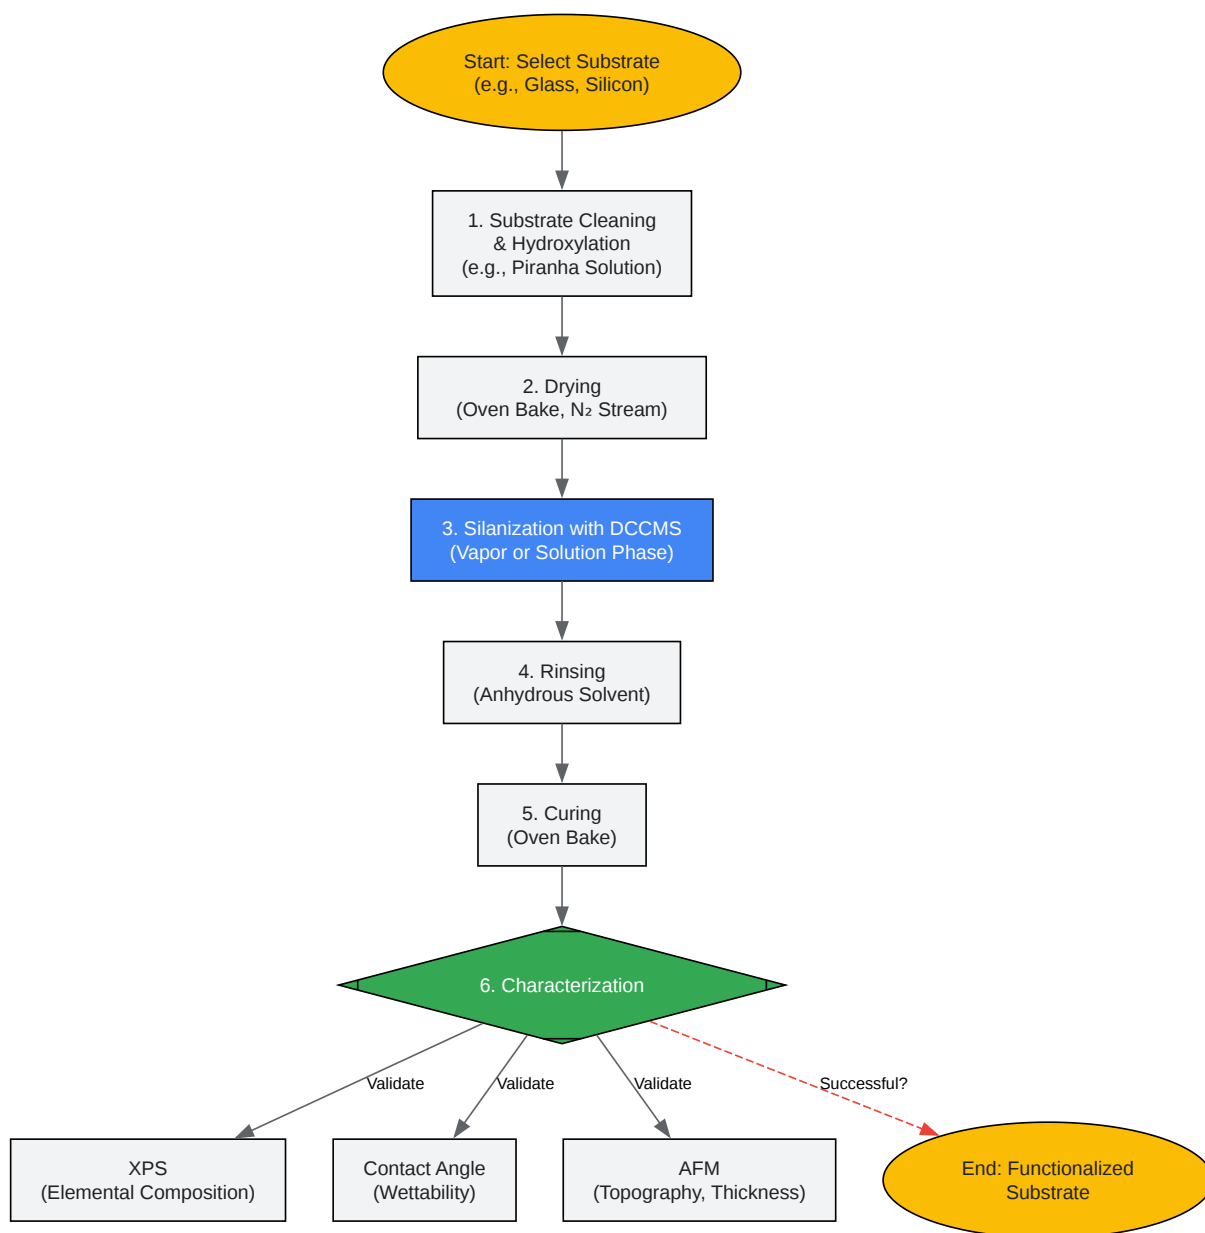 Start: Select Substrate
(e.g., Glass, Silicon)
1. Substrate Cleaning
& Hydroxylation
(e.g., Piranha Solution)
2. Drying
(Oven Bake, N₂ Stream)
3. Silanization with DCCMS
(Vapor or Solution Phase)
4. Rinsing
(Anhydrous Solvent)
5. Curing
(Oven Bake)
6. Characterization
Validate
Validate
Validate
Successful?
XPS
(Elemental Composition)
Contact Angle
(Wettability)
AFM
(Topography, Thickness)
End: Functionalized
Substrate